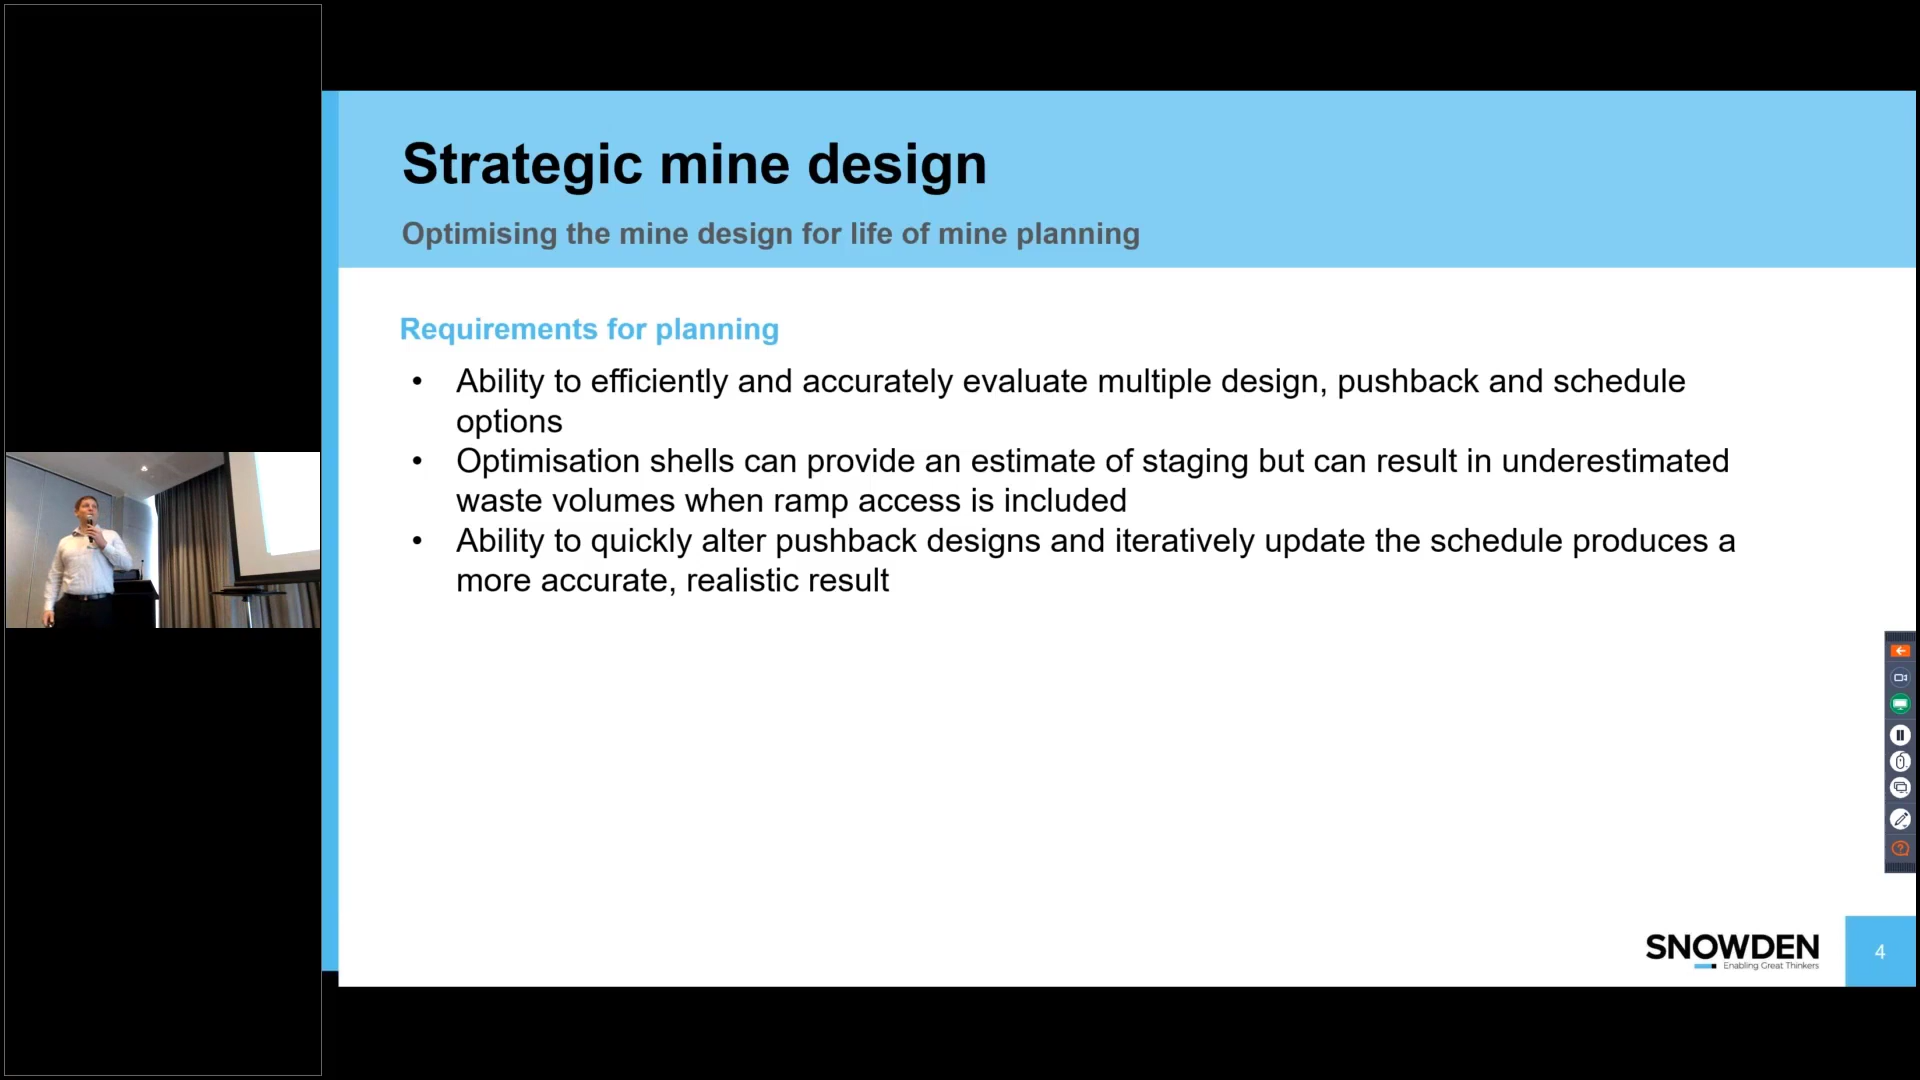 Strategic mine design
Optimising the mine design for life of mine planning
Requirements for planning
• Ability to efficiently and accurately evaluate multiple design, pushback and schedule
options
• Optimisation shells can provide an estimate of staging but can result in underestimated
waste volumes when ramp access is included
• Ability to quickly alter pushback designs and iteratively update the schedule produces a
more accurate, realistic result
SNOWDEN
Enabling Great Thinkers
4